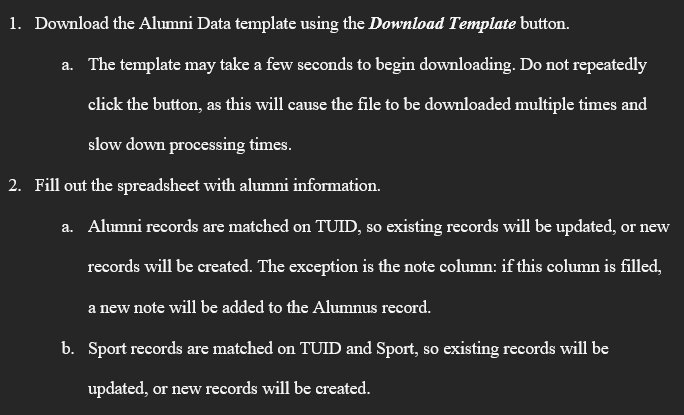 1. Download the Alumni Data template using the Download Template button.
a. The template may take a few seconds to begin downloading. Do not repeatedly
click the button, as this will cause the file to be downloaded multiple times and
slow down processing times.
2. Fill out the spreadsheet with alumni information.
a. Alumni records are matched on TUID, so existing records will be updated, or new
records will be created. The exception is the note column: if this column is filled,
a new note will be added to the Alumnus record.
b. Sport records are matched on TUID and Sport, so existing records will be
updated, or new records will be created.